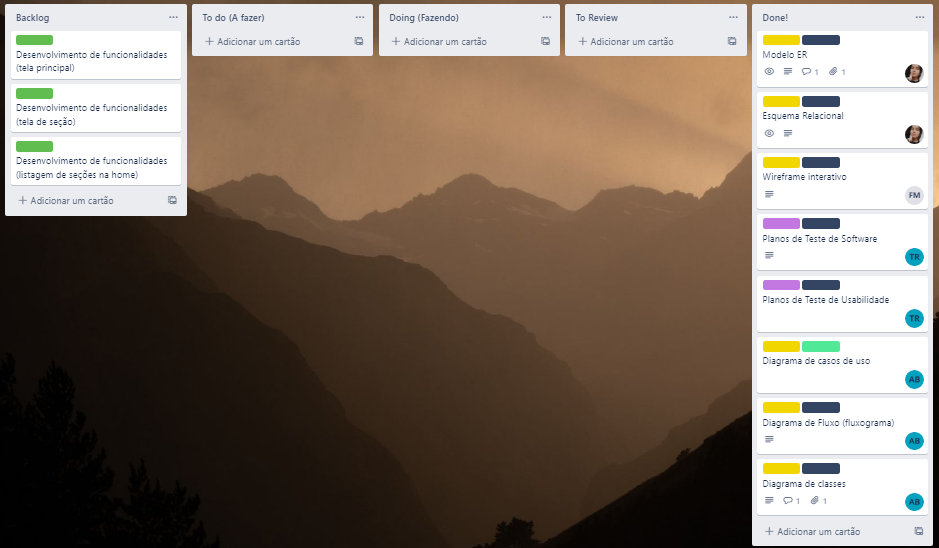 Backlog
Desenvolvimento de funcionalidades
(tela principal)
Desenvolvimento de funcionalidades
(tela de seção)
Desenvolvimento de funcionalidades
(listagem de seções na home)
Adicionar um cartão
To do (A fazer)
Adicionar um cartão
Doing (Fazendo)
Adicionar um cartão
To Review
Adicionar um cartão
Done!
Modelo ER
1 1
Esquema Relacional
Wireframe interativo
FM
Planos de Teste de Software
TR
Planos de Teste de Usabilidade
TR
Diagrama de casos de uso
AB
Diagrama de Fluxo (fluxograma)
AB
Diagrama de classes
1 1
AB
Adicionar um cartão